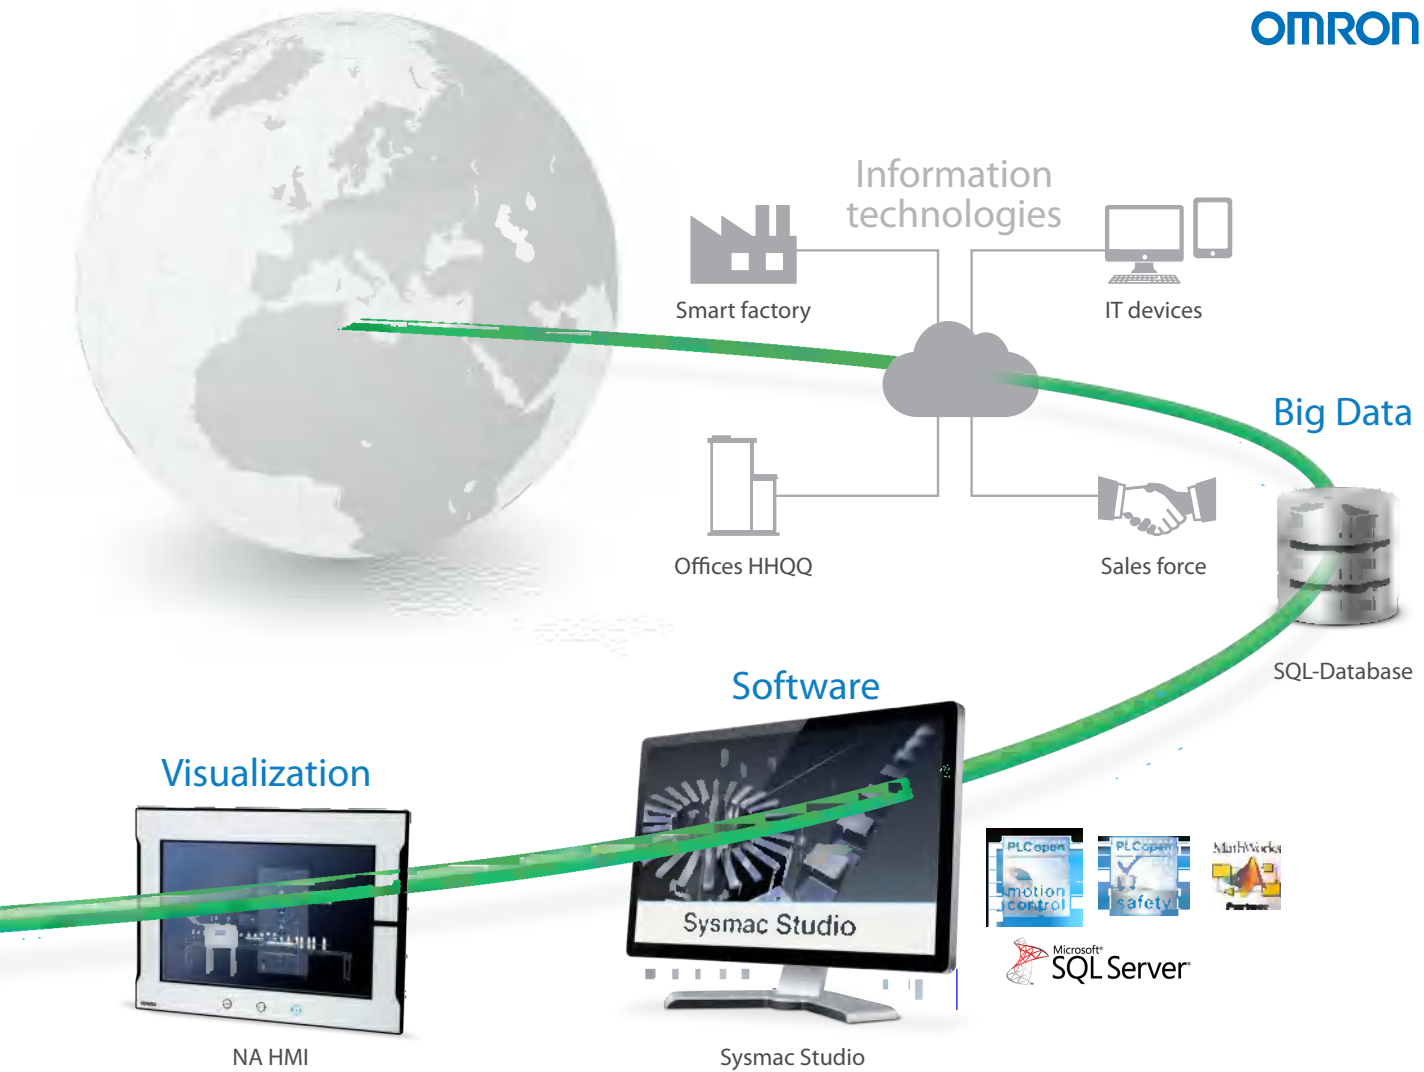 OMRON
Information
technologies
Smart factory
IT devices
Big Data
Offices HHQQ
Sales force
SQL-Database
Software
Visualization
PLCopen
motion
control
PLCopen
safety
MathWorks
Partner
Sysmac Studio
Microsoft®
SQL Server®
NA HMI
Sysmac Studio